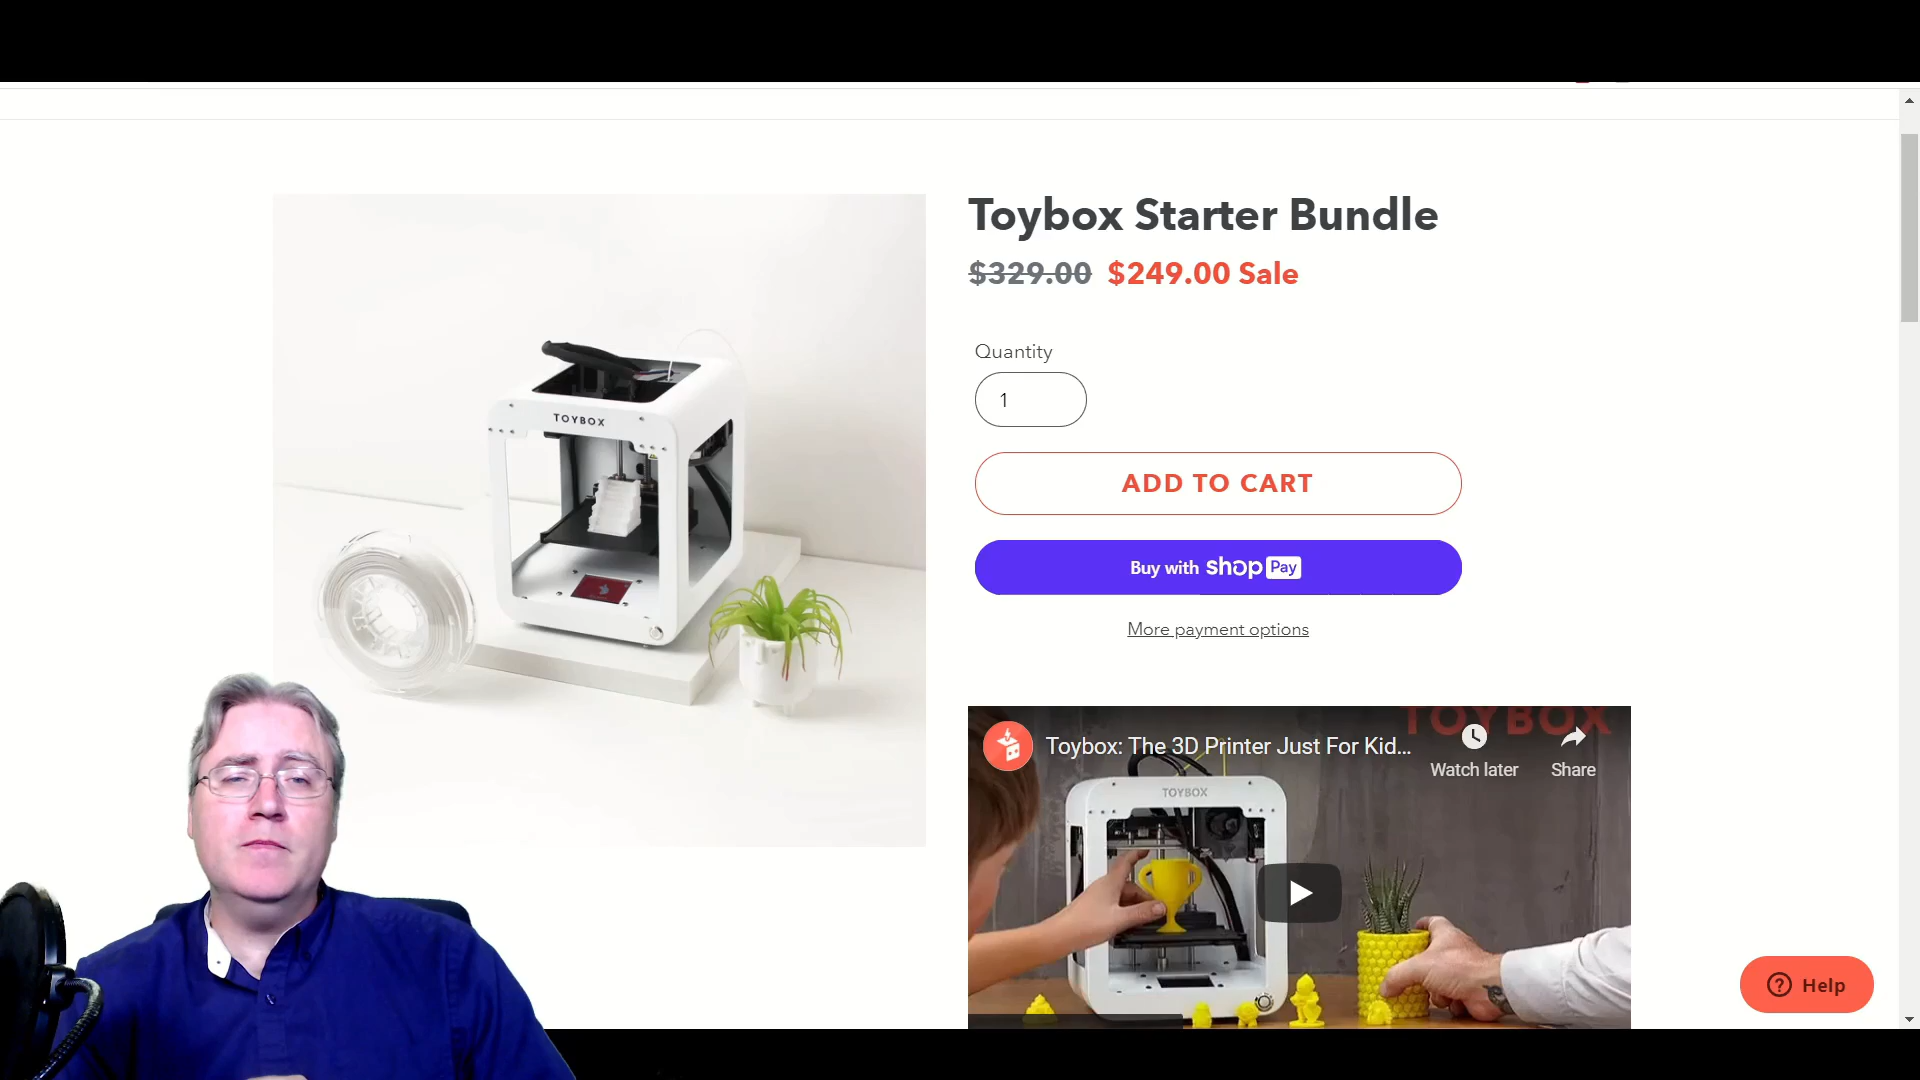 Toybox Starter Bundle
$329.00 $249.00 Sale
Quantity
1
ADD TO CART
Buy with shop Pay
More payment options
TOYBOX
TOYBOX
Toybox: The 3D Printer Just For Kid...
Watch later
Share
TOYBOX
Help